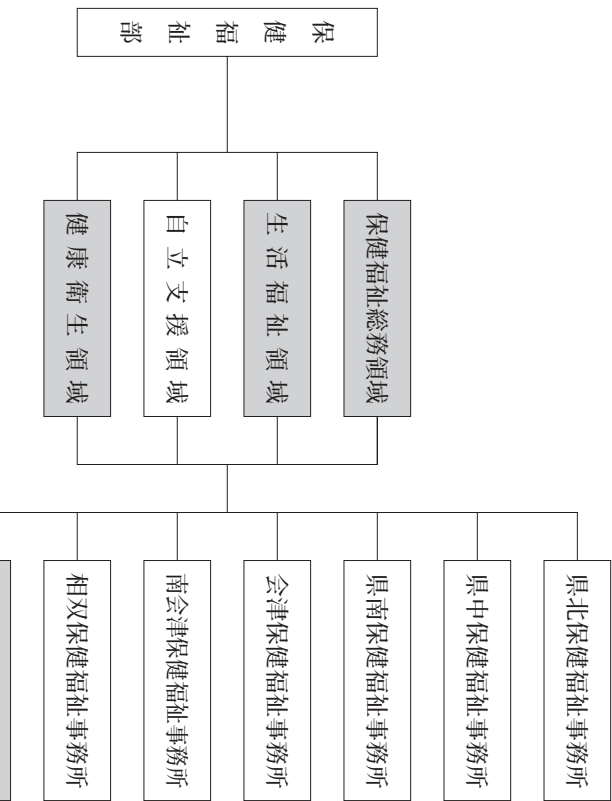 保健福祉部
保健福祉総務領域
生活福祉領域
自立支援領域
健康衛生領域
県北保健福祉事務所
県中保健福祉事務所
県南保健福祉事務所
会津保健福祉事務所
南会津保健福祉事務所
相双保健福祉事務所